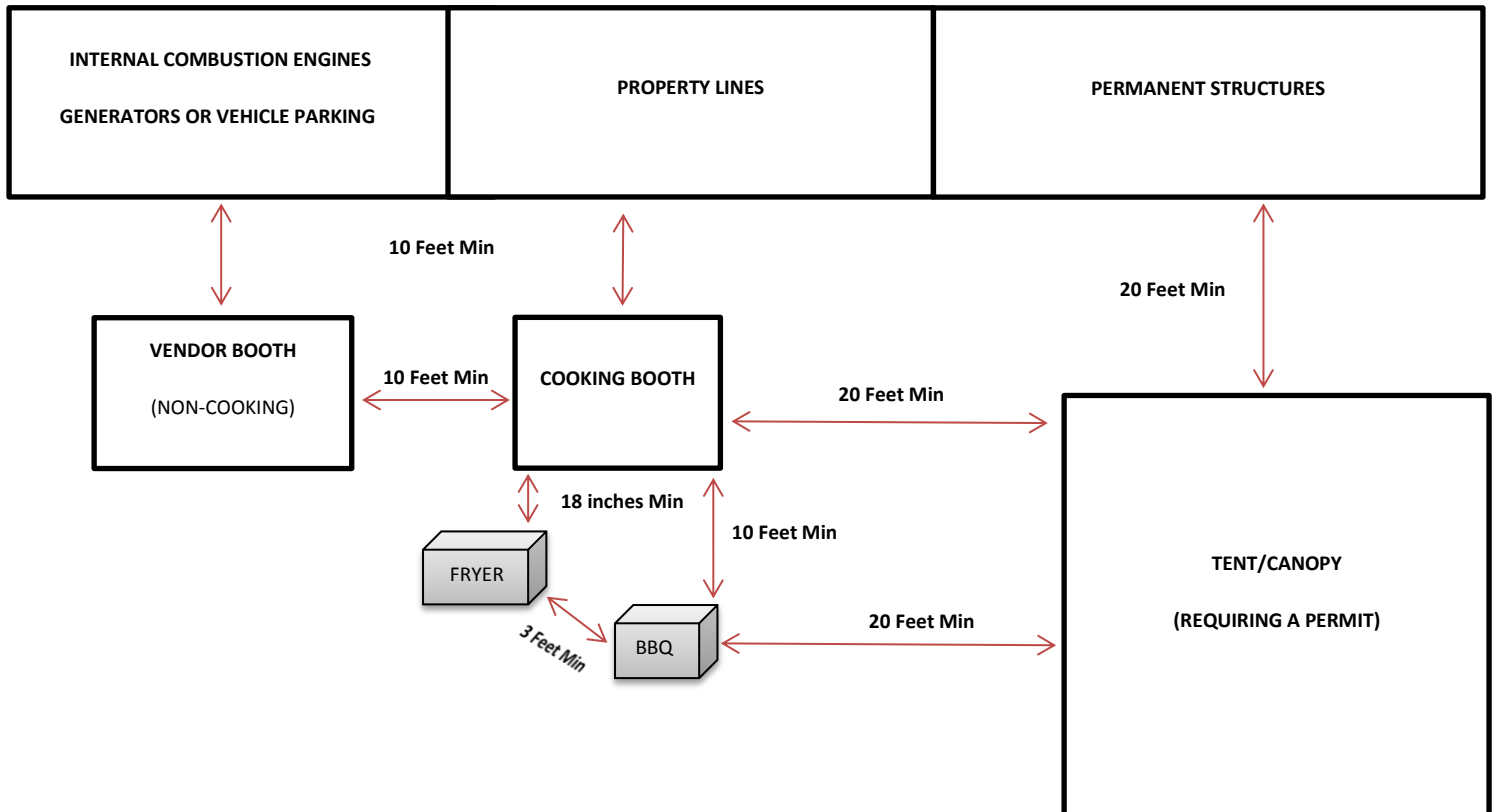 INTERNAL COMBUSTION ENGINES
GENERATORS OR VEHICLE PARKING
PROPERTY LINES
PERMANENT STRUCTURES
10 Feet Min
20 Feet Min
VENDOR BOOTH
(NON-COOKING)
10 Feet Min
COOKING BOOTH
20 Feet Min
18 inches Min
10 Feet Min
FRYER
3 Feet Min
BBQ
20 Feet Min
TENT/CANOPY
(REQUIRING A PERMIT)